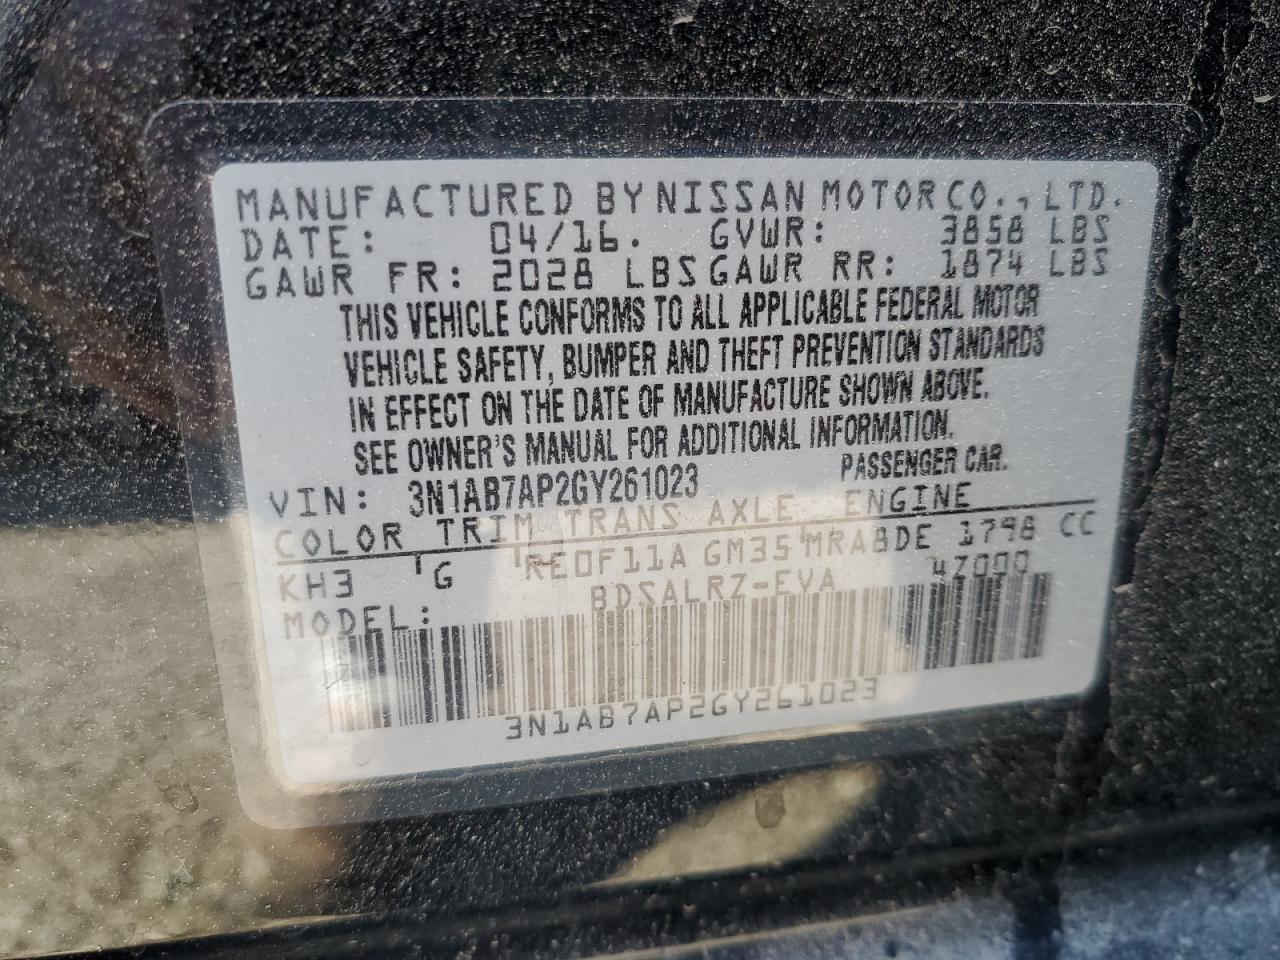 MANUFACTURED BY NISSAN MOTOR CO., LTD.
DATE: 04/16. GVWR: 3858 LBS
GAWR FR: 2028 LBS GAWR RR: 1874 LBS
THIS VEHICLE CONFORMS TO ALL APPLICABLE FEDERAL MOTOR
VEHICLE SAFETY, BUMPER AND THEFT PREVENTION STANDARDS
IN EFFECT ON THE DATE OF MANUFACTURE SHOWN ABOVE.
SEE OWNER'S MANUAL FOR ADDITIONAL INFORMATION.
VIN: 3N1AB7AP2GY261023 PASSENGER CAR.
COLOR TRIM TRANS AXLE ENGINE
KH3 G RE0F11A GM35 MRA8DE 1798 CC
MODEL: BDSALRZ-EVA
3N1AB7AP2GY261023